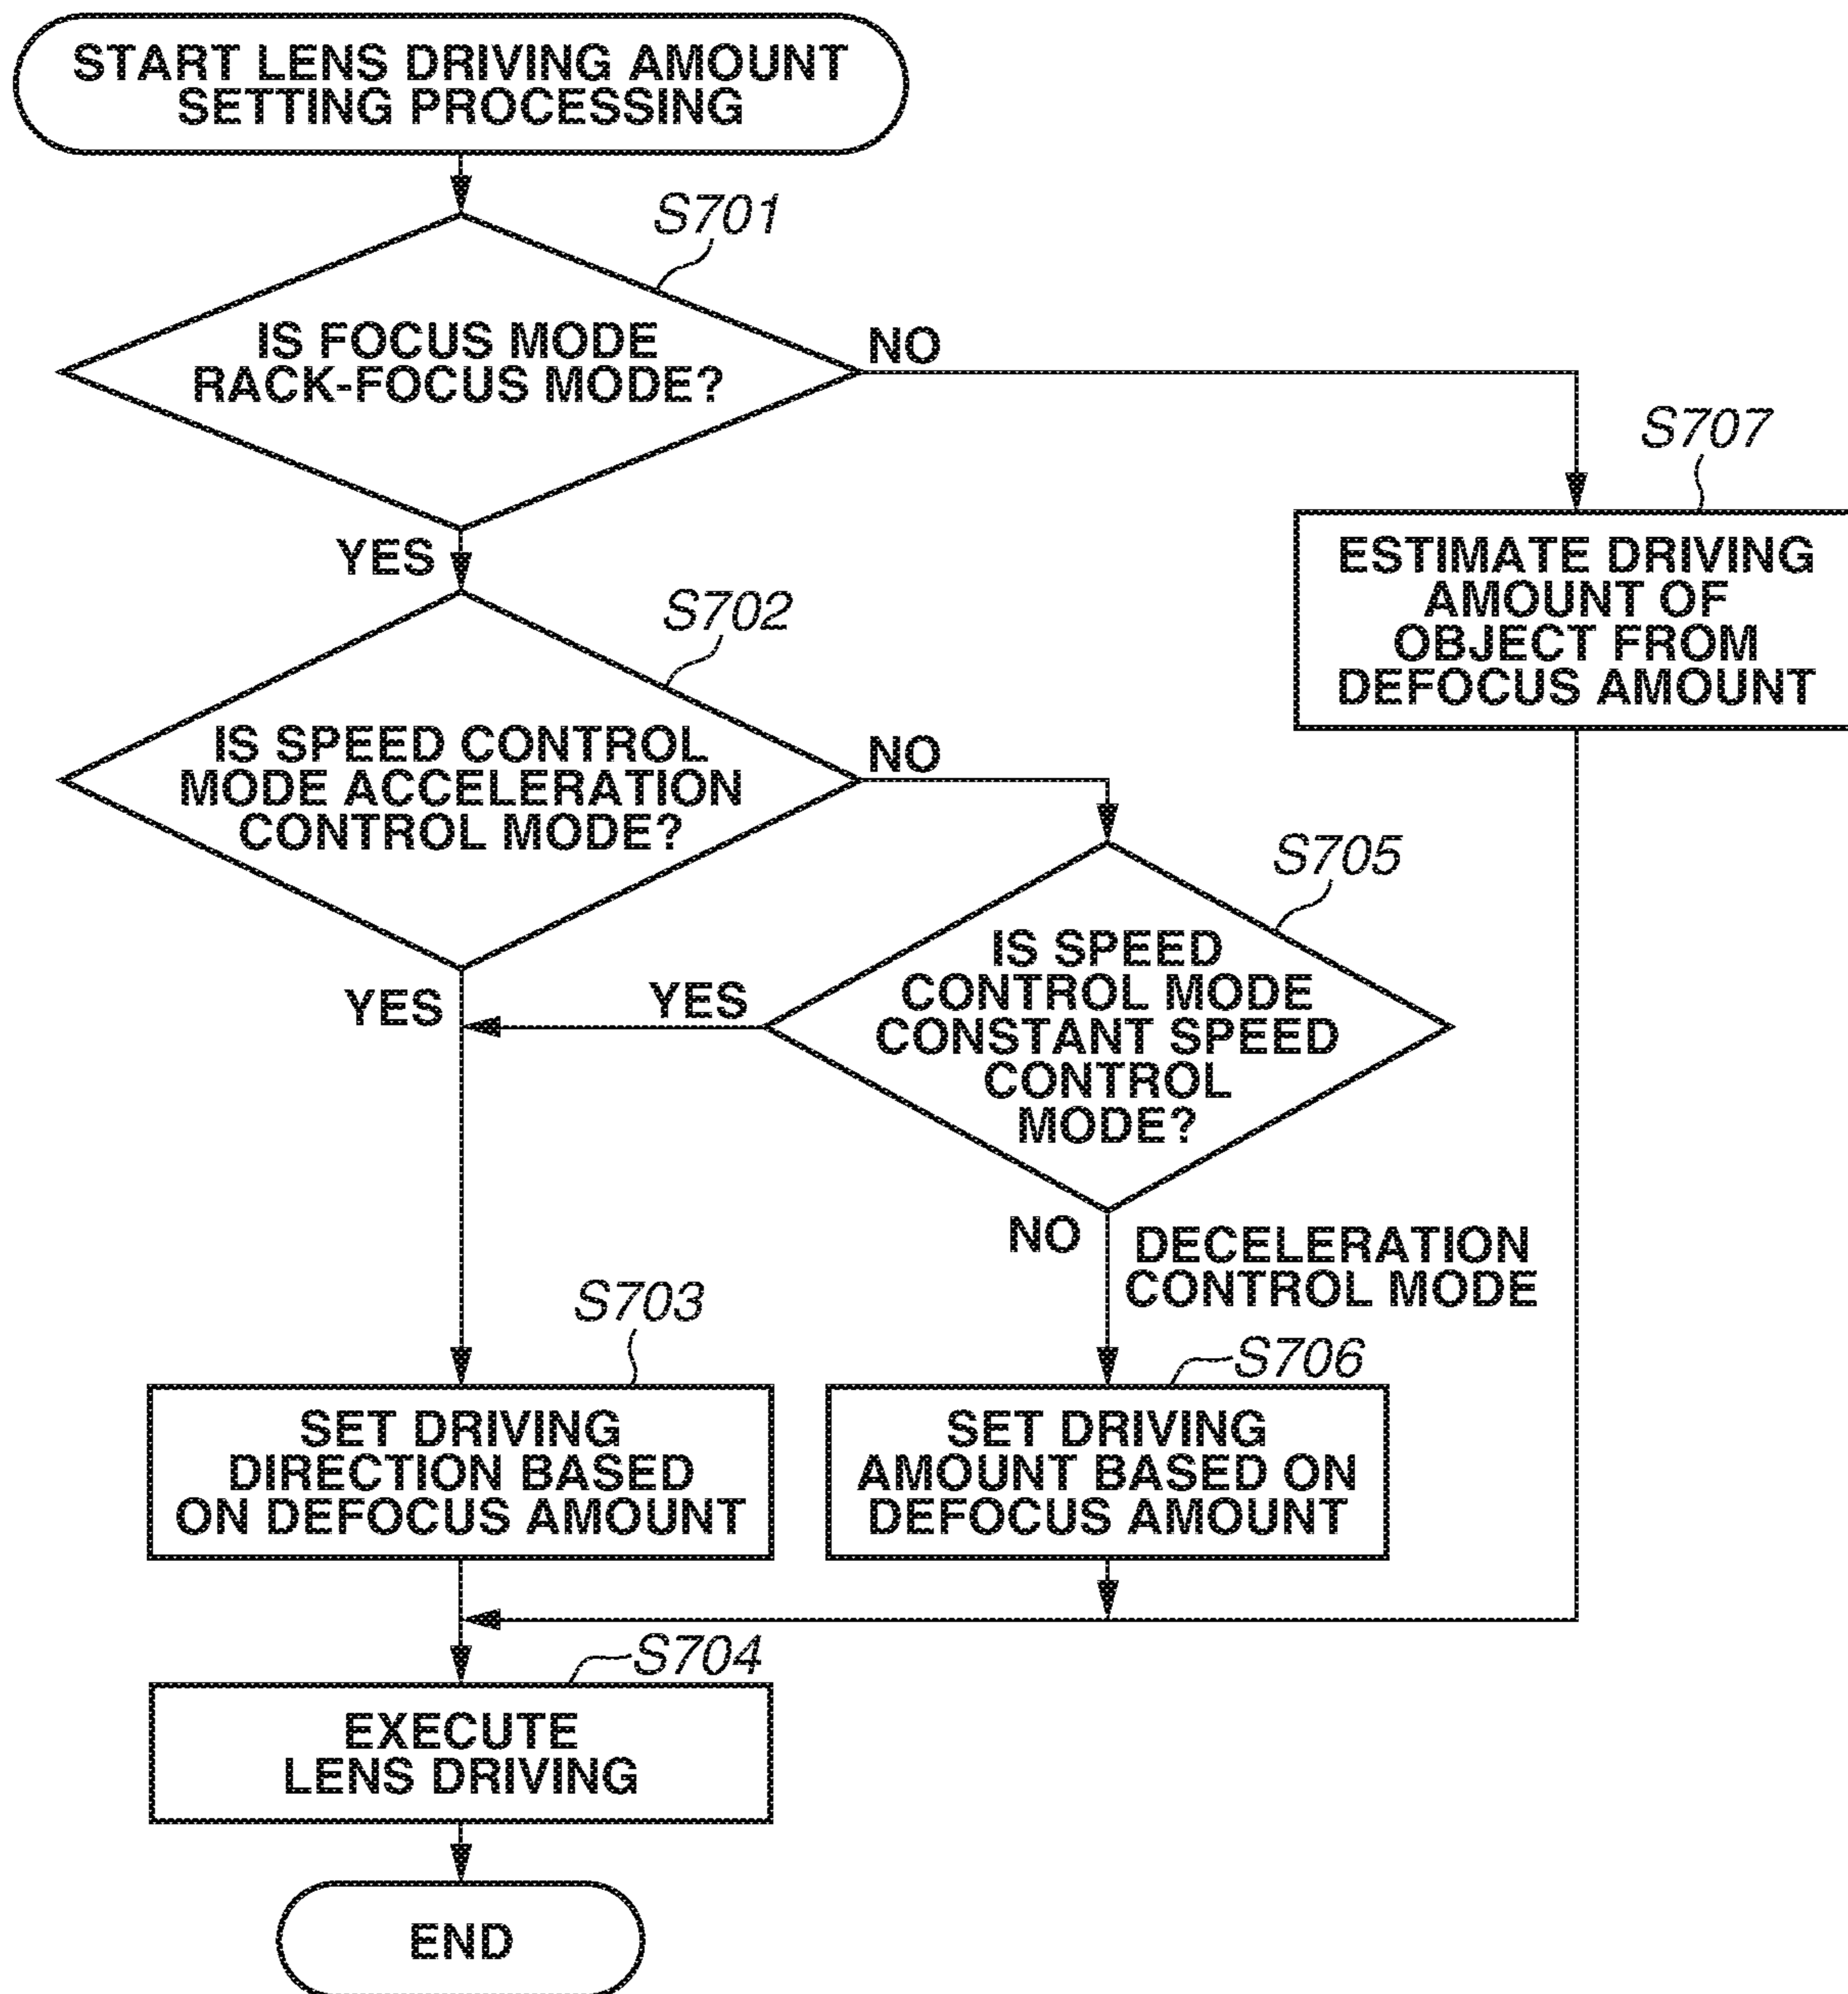 START LENS DRIVING AMOUNT
SETTING PROCESSING
S701
IS FOCUS MODE
RACK-FOCUS MODE?
NO
YES
S707
ESTIMATE DRIVING
AMOUNT OF
OBJECT FROM
DEFOCUS AMOUNT
S702
IS SPEED CONTROL
MODE ACCELERATION
CONTROL MODE?
NO
YES
S705
IS SPEED
CONTROL MODE
CONSTANT SPEED
CONTROL
MODE?
YES
NO
DECELERATION
CONTROL MODE
S703
SET DRIVING
DIRECTION BASED
ON DEFOCUS AMOUNT
S706
SET DRIVING
AMOUNT BASED ON
DEFOCUS AMOUNT
S704
EXECUTE
LENS DRIVING
END